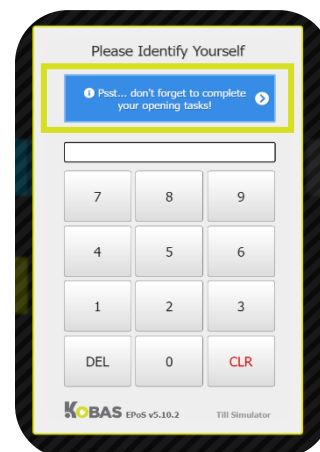 Please Identify Yourself
Psst... don't forget to complete
your opening tasks!
7 8 9
4 5 6
1 2 3
DEL 0 CLR
KOBAS EPoS v5.10.2 Till Simulator